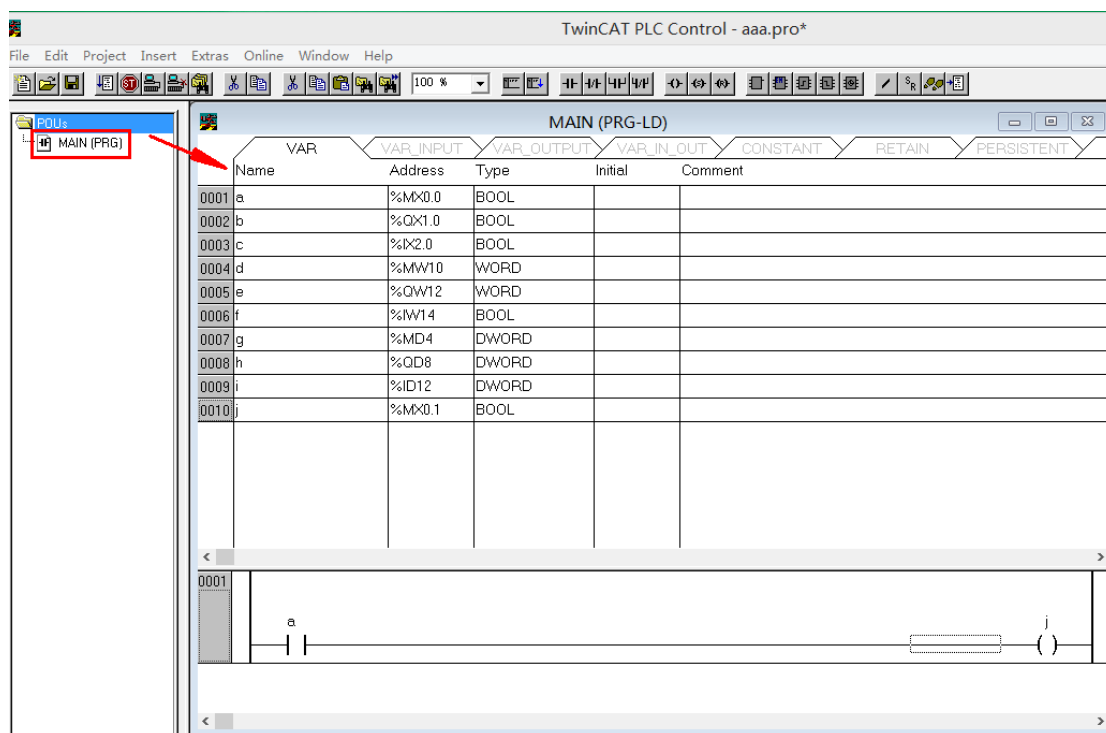 TwinCAT PLC Control - aaa.pro*
File Edit Project Insert Extras Online Window Help
100 %
POUs
MAIN (PRG)
MAIN (PRG-LD)
VAR VAR_INPUT VAR_OUTPUT VAR_IN_OUT CONSTANT RETAIN PERSISTENT
Name Address Type Initial Comment
0001 a %MX0.0 BOOL
0002 b %QX1.0 BOOL
0003 c %IX2.0 BOOL
0004 d %MW10 WORD
0005 e %QW12 WORD
0006 f %IW14 BOOL
0007 g %MD4 DWORD
0008 h %QD8 DWORD
0009 i %ID12 DWORD
0010 j %MX0.1 BOOL
0001
a j